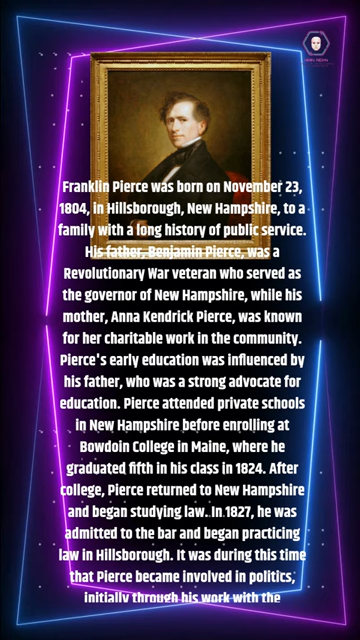 Franklin Pierce was born on November 23,
1804, in Hillsborough, New Hampshire, to a
family with a long history of public service.
His father, Benjamin Pierce, was a
Revolutionary War veteran who served as
the governor of New Hampshire, while his
mother, Anna Kendrick Pierce, was known
for her charitable work in the community.
Pierce's early education was influenced by
his father, who was a strong advocate for
education. Pierce attended private schools
in New Hampshire before enrolling at
Bowdoin College in Maine, where he
graduated fifth in his class in 1824. After
college, Pierce returned to New Hampshire
and began studying law. In 1827, he was
admitted to the bar and began practicing
law in Hillsborough. It was during this time
that Pierce became involved in politics,
initially through his work with the